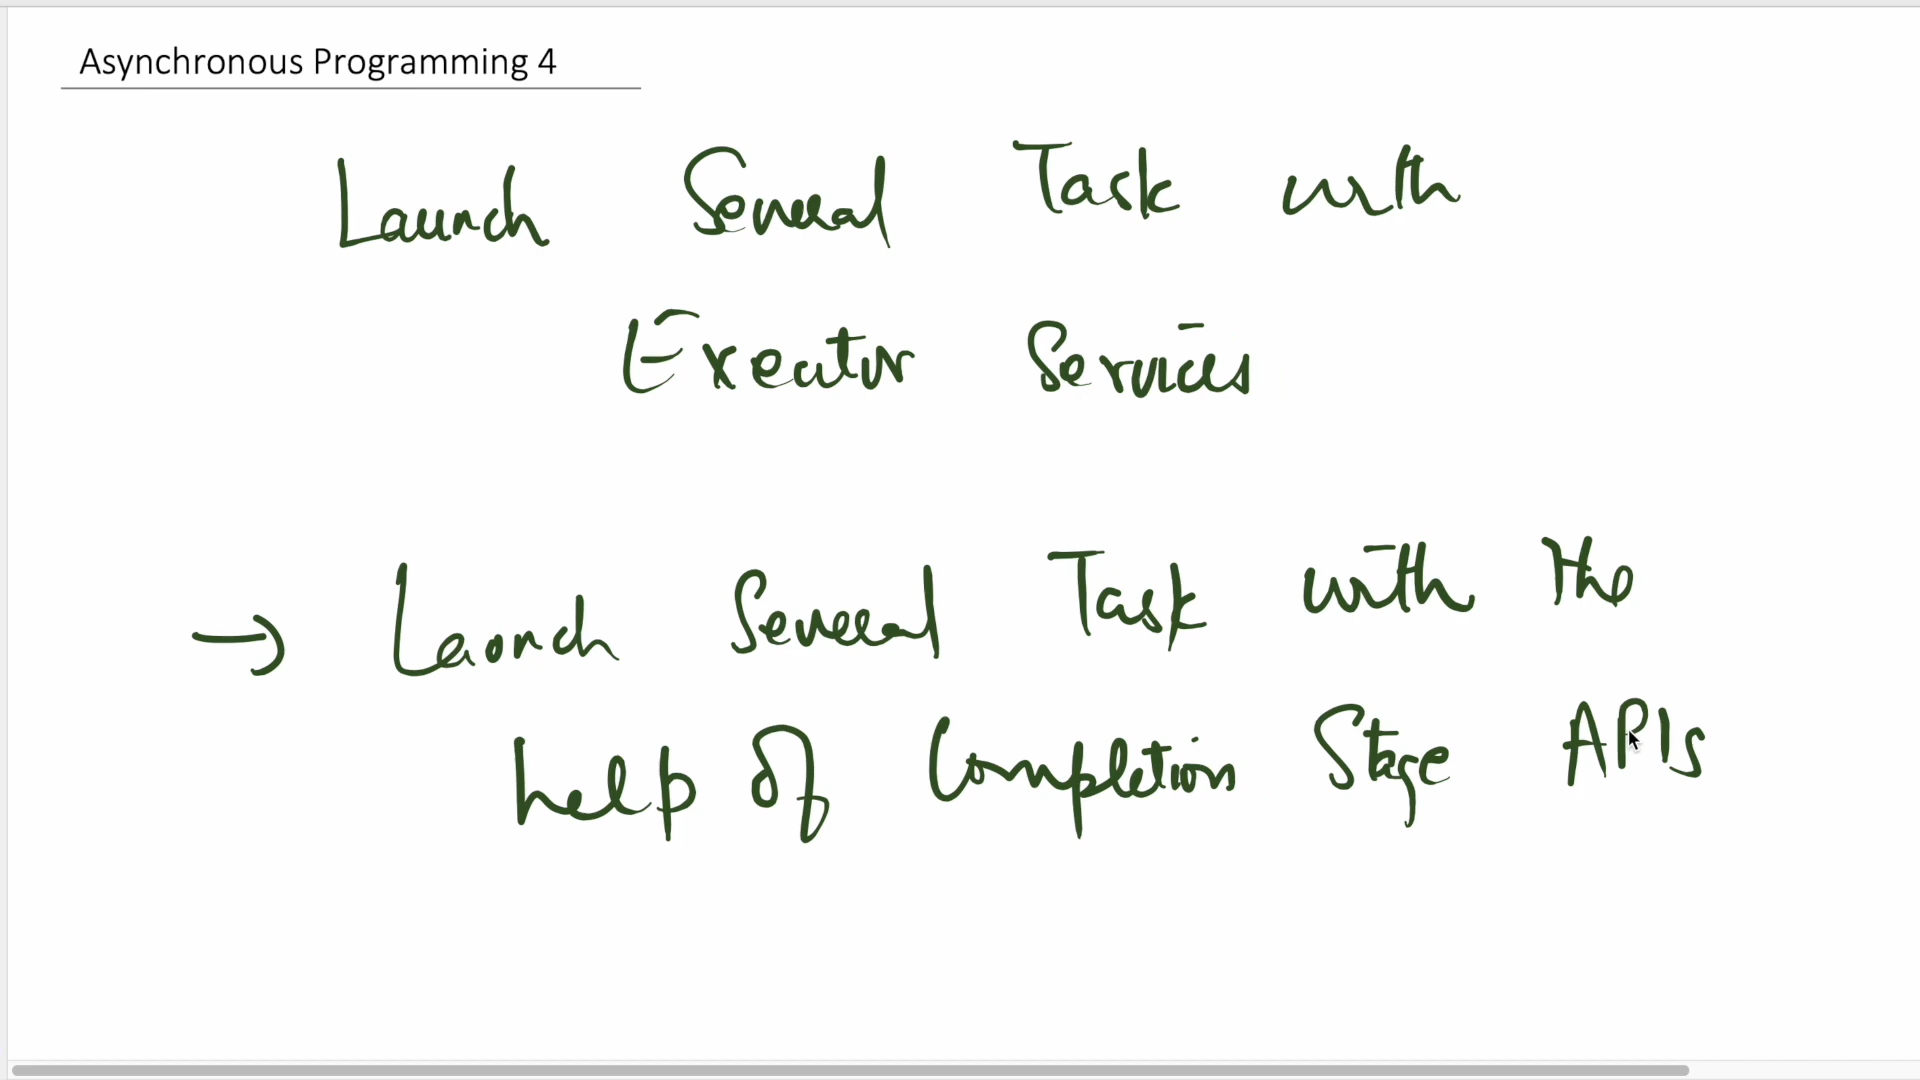 Asynchronous Programming 4
Launch Several Task with
Executor Services
→ Launch Several Task with the
help of Completion Stage APIs